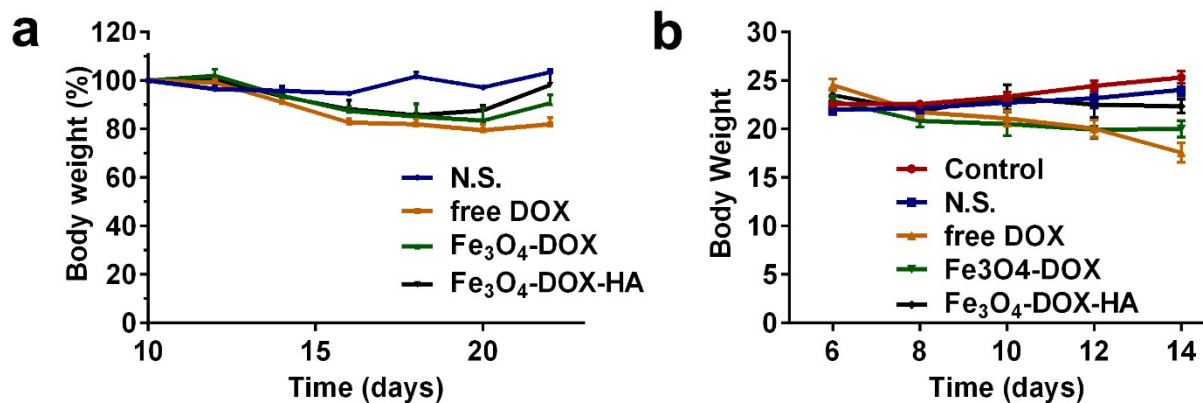 a
Body weight (%)
120
100
80
60
40
20
0
10
15
20
Time (days)
N.S.
free DOX
Fe₃O₄-DOX
Fe₃O₄-DOX-HA
b
Body Weight
30
25
20
15
10
5
0
6
8
10
12
14
Time (days)
Control
N.S.
free DOX
Fe3O4-DOX
Fe₃O₄-DOX-HA